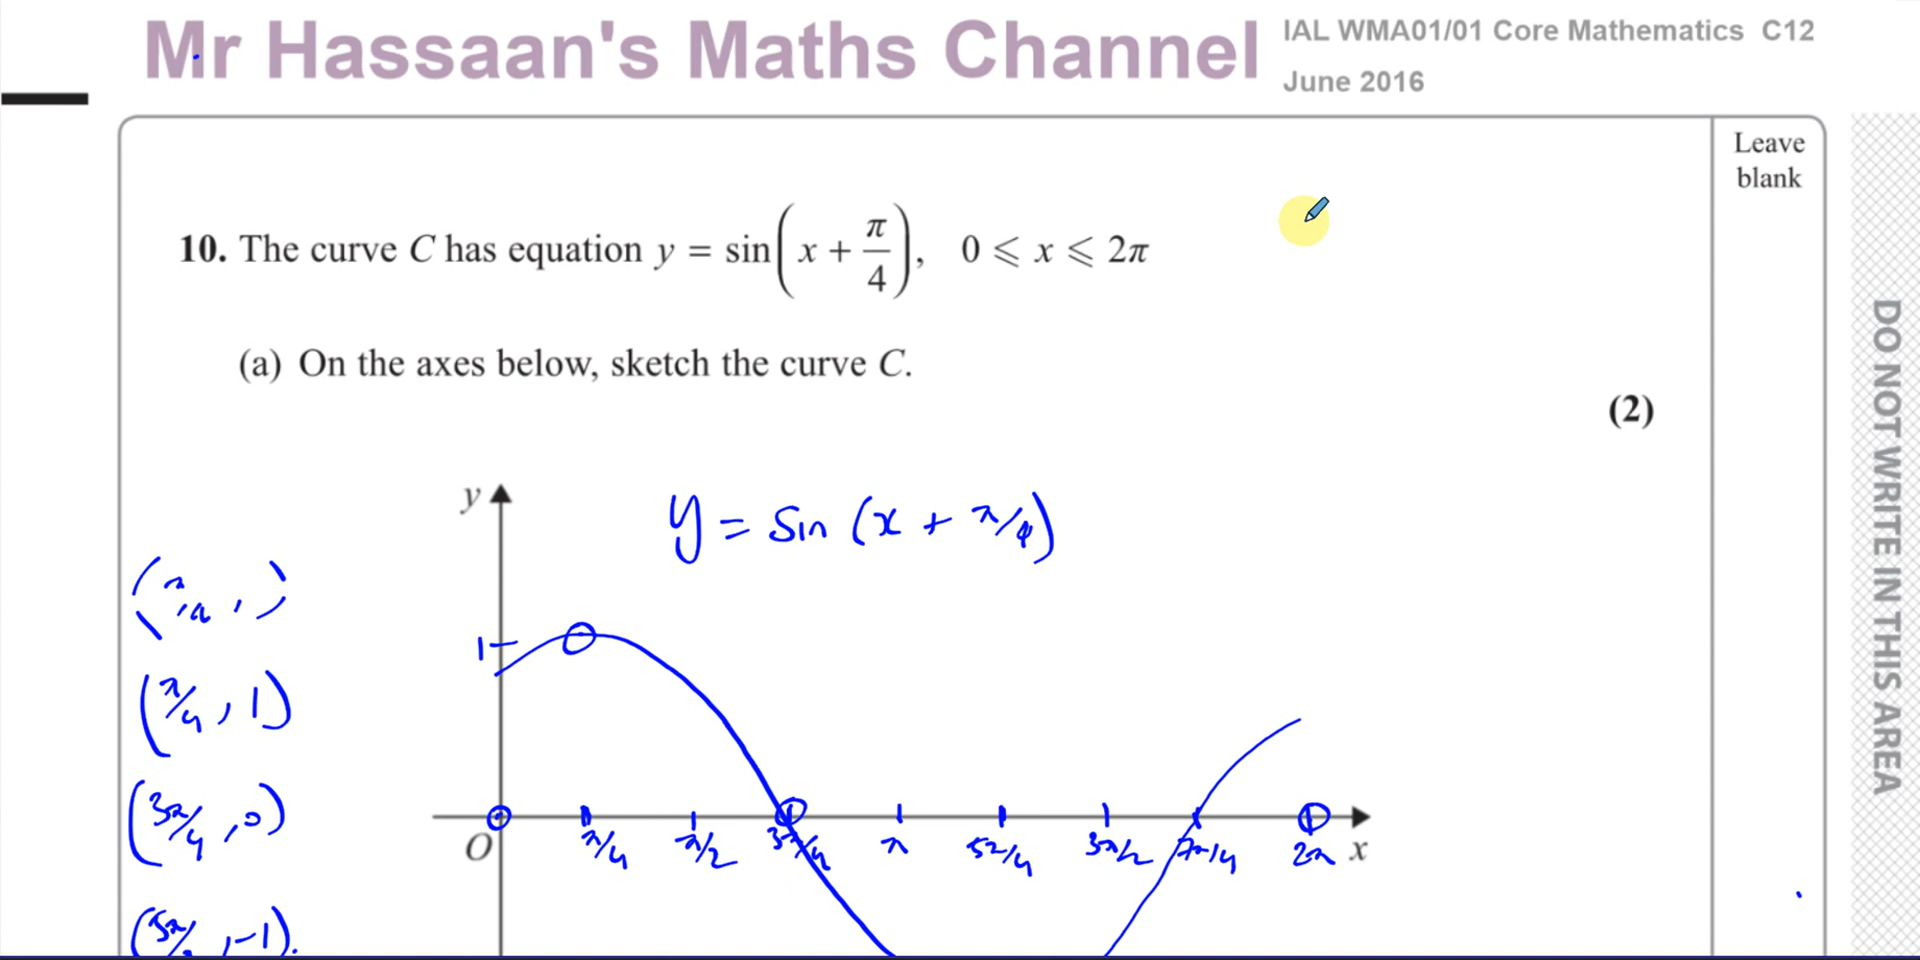 Mr Hassaan's Maths Channel
IAL WMA01/01 Core Mathematics C12
June 2016
Leave
blank
10. The curve C has equation y = sin(x + π/4), 0 ⩽ x ⩽ 2π
(a) On the axes below, sketch the curve C.
(2)
y
y = sin (x + π/4)
(π/4, 1)
(3π/4, 0)
1
O
π/4 π/2 3π/4 π 5π/4 3π/2 7π/4 2π x
DO NOT WRITE IN THIS AREA